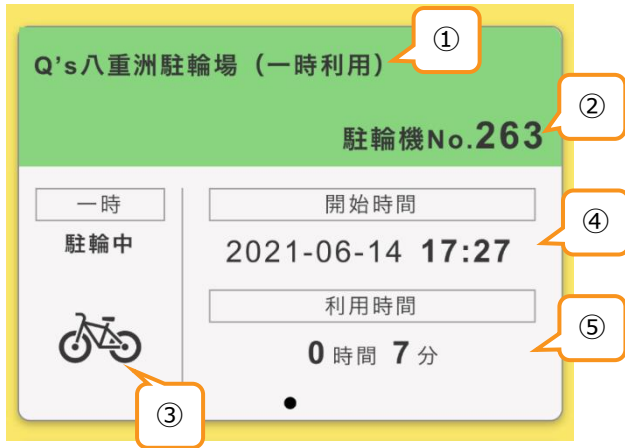 ①
Q's八重洲駐輪場（一時利用）
②
駐輪機No.263
一時
駐輪中
開始時間
④
2021-06-14 17:27
利用時間
⑤
0時間 7分
③